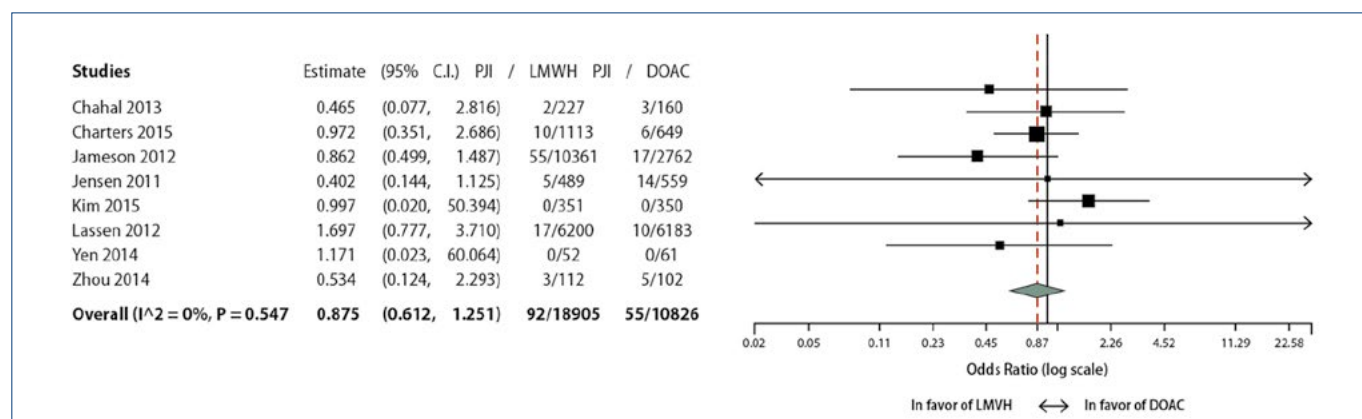 Studies Estimate (95% C.I.) PJI / LMWH PJI / DOAC
Chahal 2013 0.465 (0.077, 2.816) 2/227 3/160
Charters 2015 0.972 (0.351, 2.686) 10/1113 6/649
Jameson 2012 0.862 (0.499, 1.487) 55/10361 17/2762
Jensen 2011 0.402 (0.144, 1.125) 5/489 14/559
Kim 2015 0.997 (0.020, 50.394) 0/351 0/350
Lassen 2012 1.697 (0.777, 3.710) 17/6200 10/6183
Yen 2014 1.171 (0.023, 60.064) 0/52 0/61
Zhou 2014 0.534 (0.124, 2.293) 3/112 5/102
Overall (I^2 = 0%, P = 0.547 0.875 (0.612, 1.251) 92/18905 55/10826
0.02 0.05 0.11 0.23 0.45 0.87 2.26 4.52 11.29 22.58
Odds Ratio (log scale)
In favor of LMVH In favor of DOAC